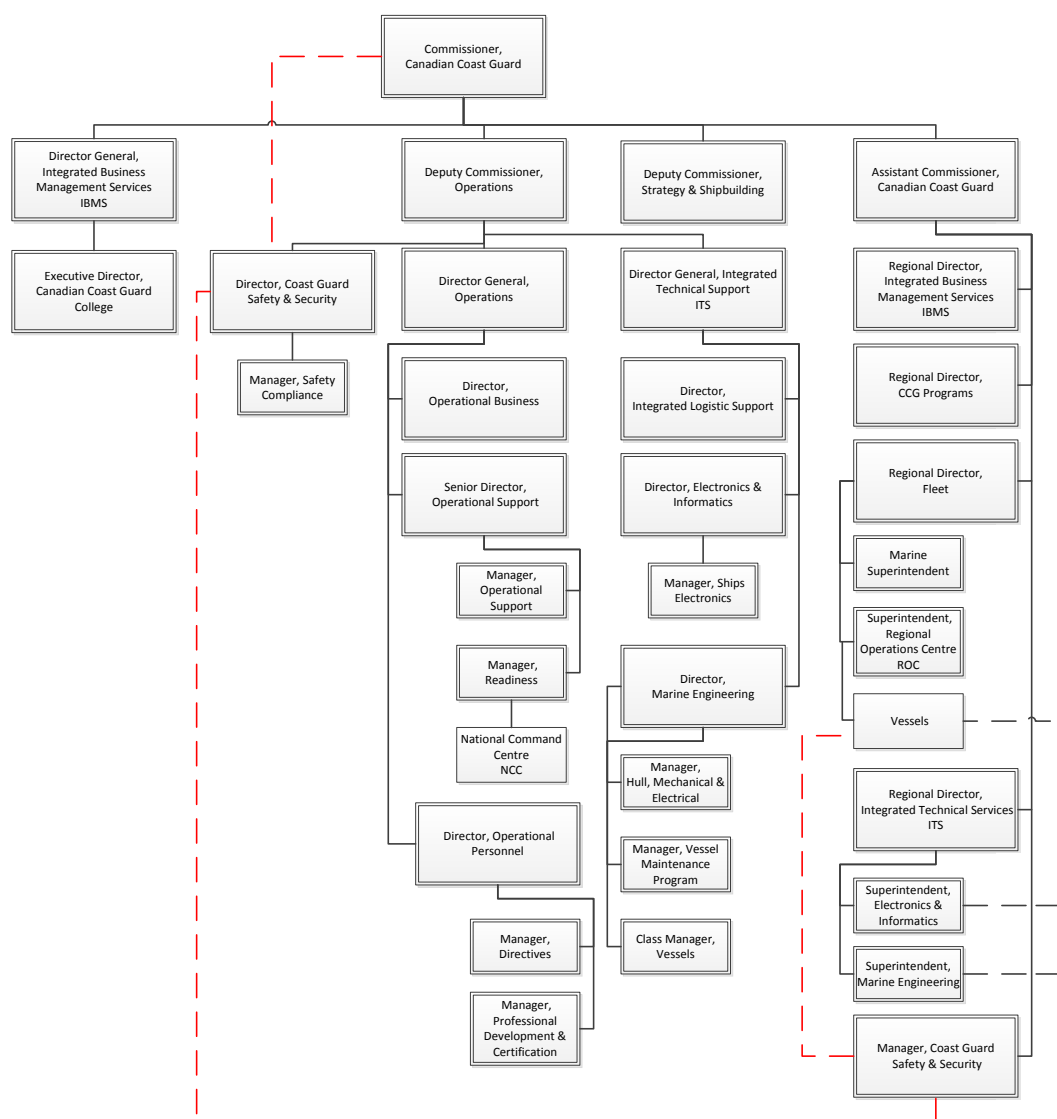 Commissioner,
Canadian Coast Guard
Director General,
Integrated Business
Management Services
IBMS
Deputy Commissioner,
Operations
Deputy Commissioner,
Strategy & Shipbuilding
Assistant Commissioner,
Canadian Coast Guard
Executive Director,
Canadian Coast Guard
College
Director, Coast Guard
Safety & Security
Director General,
Operations
Director General, Integrated
Technical Support
ITS
Regional Director,
Integrated Business
Management Services
IBMS
Manager, Safety
Compliance
Director,
Operational Business
Director,
Integrated Logistic Support
Regional Director,
CCG Programs
Senior Director,
Operational Support
Director, Electronics &
Informatics
Regional Director,
Fleet
Manager,
Operational
Support
Manager, Ships
Electronics
Marine
Superintendent
Manager,
Readiness
Superintendent,
Regional
Operations Centre
ROC
National Command
Centre
NCC
Director,
Marine Engineering
Vessels
Manager,
Hull, Mechanical &
Electrical
Regional Director,
Integrated Technical Services
ITS
Director, Operational
Personnel
Manager, Vessel
Maintenance
Program
Superintendent,
Electronics &
Informatics
Manager,
Directives
Class Manager,
Vessels
Superintendent,
Marine Engineering
Manager,
Professional
Development &
Certification
Manager, Coast Guard
Safety & Security